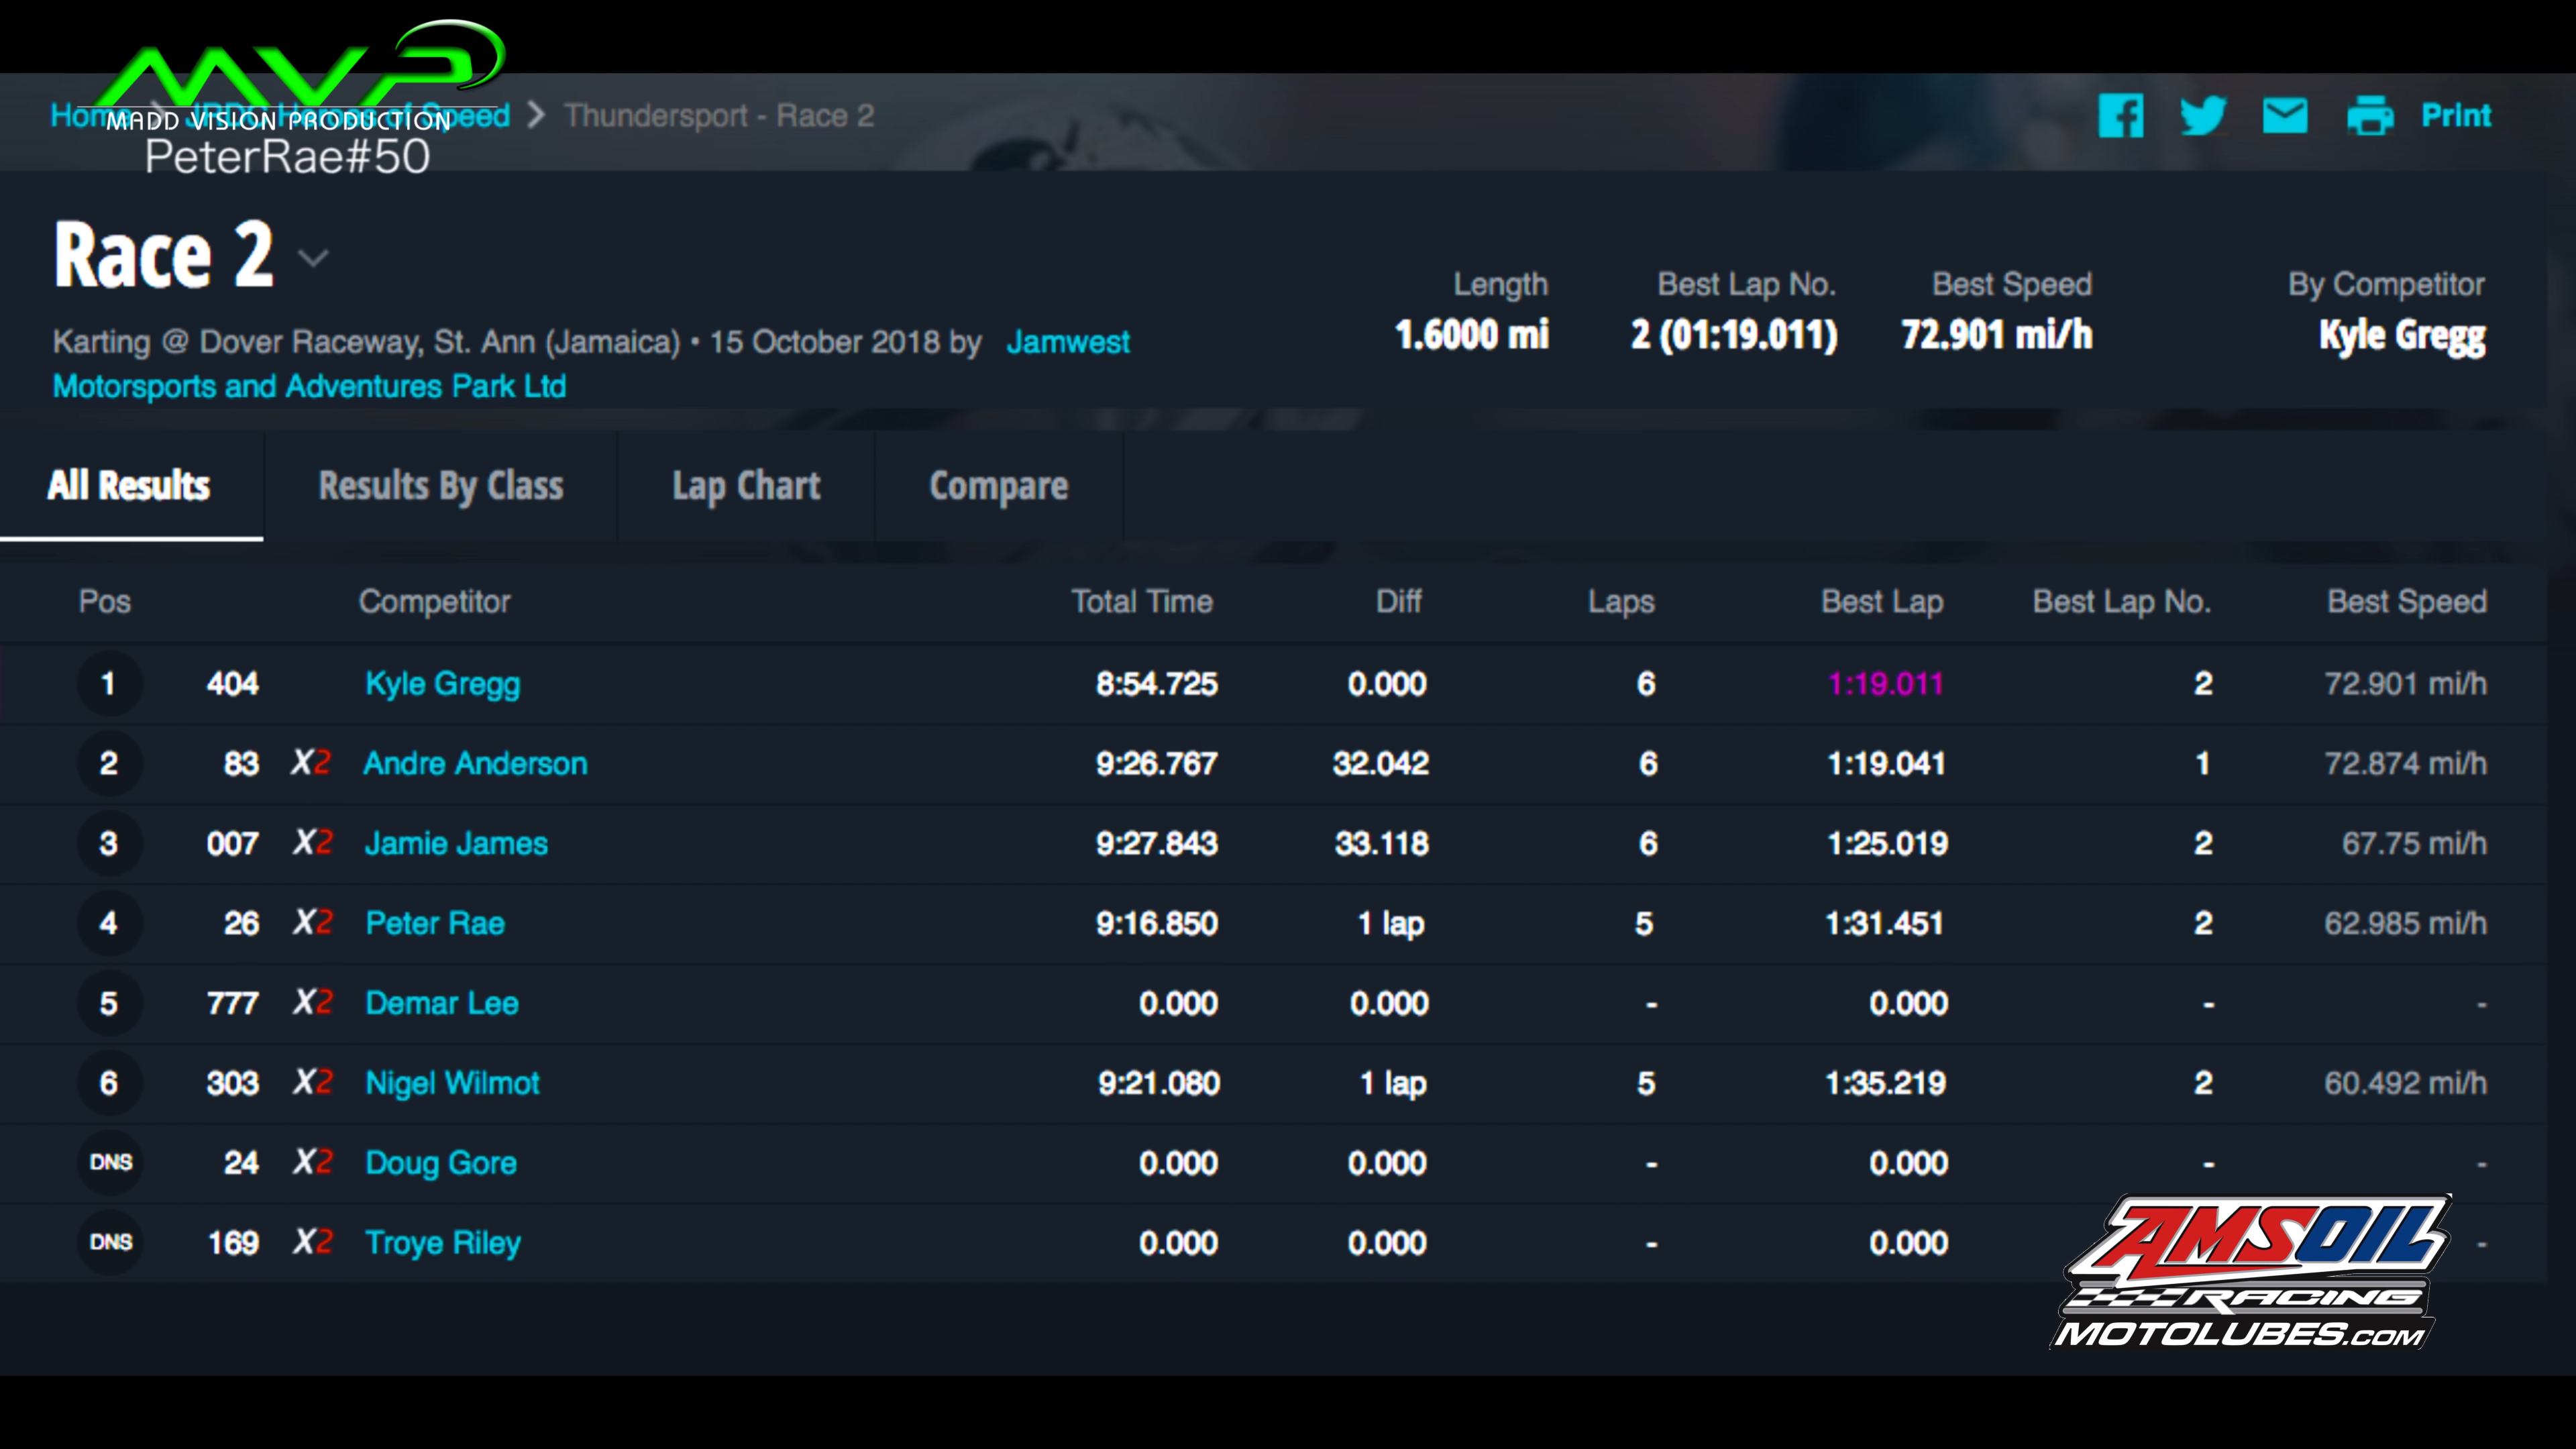 MVP
MADD VISION PRODUCTION
PeterRae#50
Home Heroes of Speed > Thundersport - Race 2
Print
Race 2
Karting @ Dover Raceway, St. Ann (Jamaica) • 15 October 2018 by Jamwest
Motorsports and Adventures Park Ltd
Length Best Lap No. Best Speed By Competitor
1.6000 mi 2 (01:19.011) 72.901 mi/h Kyle Gregg
All Results Results By Class Lap Chart Compare
Pos Competitor Total Time Diff Laps Best Lap Best Lap No. Best Speed
1 404 Kyle Gregg 8:54.725 0.000 6 1:19.011 2 72.901 mi/h
2 83 X2 Andre Anderson 9:26.767 32.042 6 1:19.041 1 72.874 mi/h
3 007 X2 Jamie James 9:27.843 33.118 6 1:25.019 2 67.75 mi/h
4 26 X2 Peter Rae 9:16.850 1 lap 5 1:31.451 2 62.985 mi/h
5 777 X2 Demar Lee 0.000 0.000 - 0.000 - -
6 303 X2 Nigel Wilmot 9:21.080 1 lap 5 1:35.219 2 60.492 mi/h
DNS 24 X2 Doug Gore 0.000 0.000 - 0.000 - -
DNS 169 X2 Troye Riley 0.000 0.000 - 0.000 -
AMSOIL
RACING
MOTOLUBES.COM